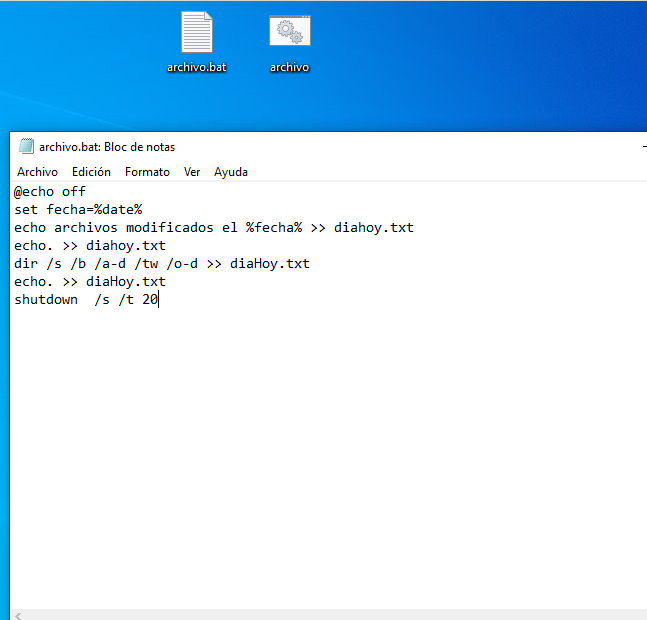 archivo.bat
archivo
archivo.bat: Bloc de notas
Archivo Edición Formato Ver Ayuda
@echo off
set fecha=%date%
echo archivos modificados el %fecha% >> diahoy.txt
echo. >> diahoy.txt
dir /s /b /a-d /tw /o-d >> diaHoy.txt
echo. >> diaHoy.txt
shutdown  /s /t 20